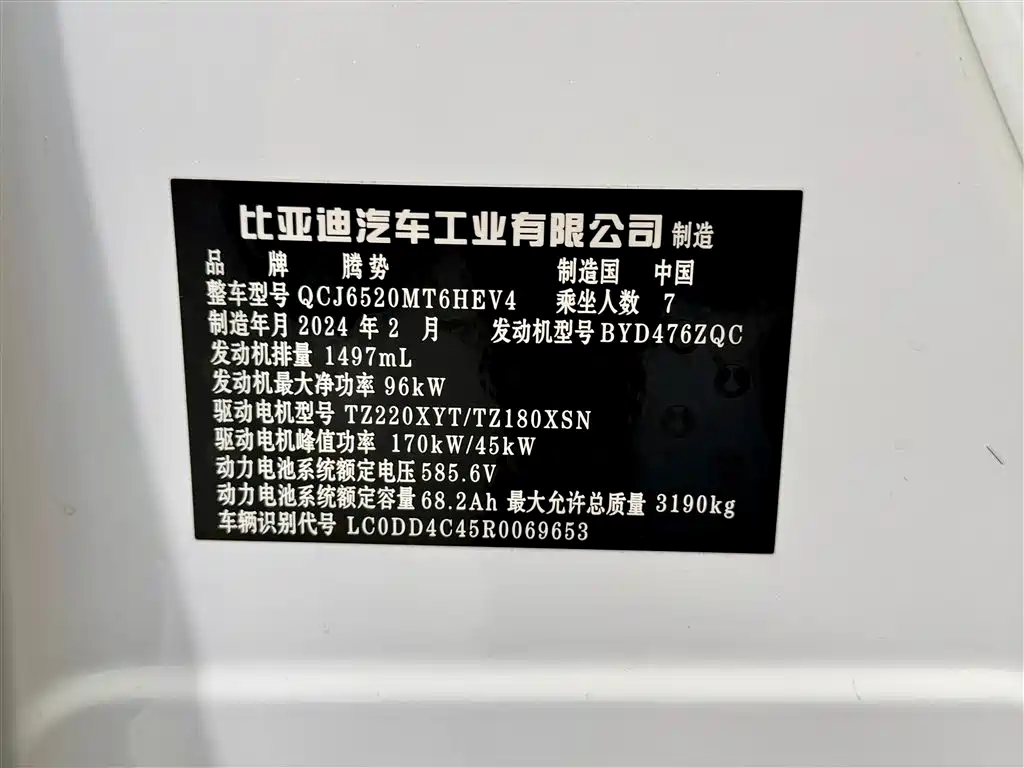 比亚迪汽车工业有限公司 制造
品 牌 腾势 制造国 中国
整车型号 QCJ6520MT6HEV4 乘坐人数 7
制造年月 2024 年 2 月 发动机型号 BYD476ZQC
发动机排量 1497mL
发动机最大净功率 96kW
驱动电机型号 TZ220XYT/TZ180XSN
驱动电机峰值功率 170kW/45kW
动力电池系统额定电压 585.6V
动力电池系统额定容量 68.2Ah 最大允许总质量 3190kg
车辆识别代号 LC0DD4C45R0069653